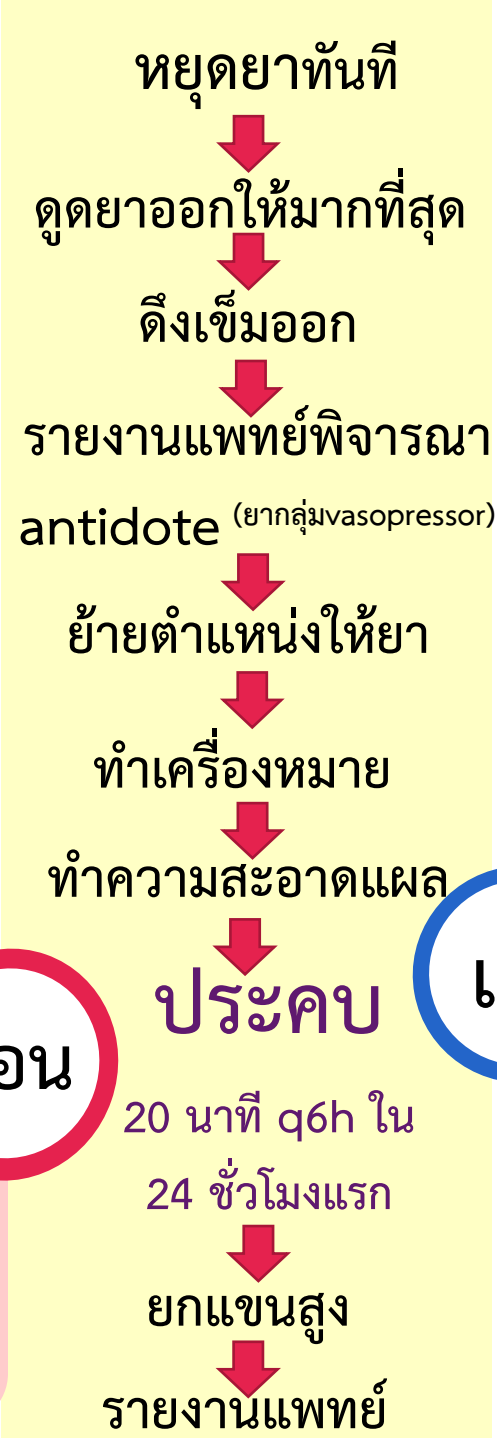 หยุดยาทันที
ดูดยาออกให้มากที่สุด
ดึงเข็มออก
รายงานแพทย์พิจารณา
antidote (ยากลุ่มvasopressor)
ย้ายตำแหน่งให้ยา
ทำเครื่องหมาย
ทำความสะอาดแผล
ประคบ
20 นาที q6h ใน
24 ชั่วโมงแรก
ยกแขนสูง
รายงานแพทย์